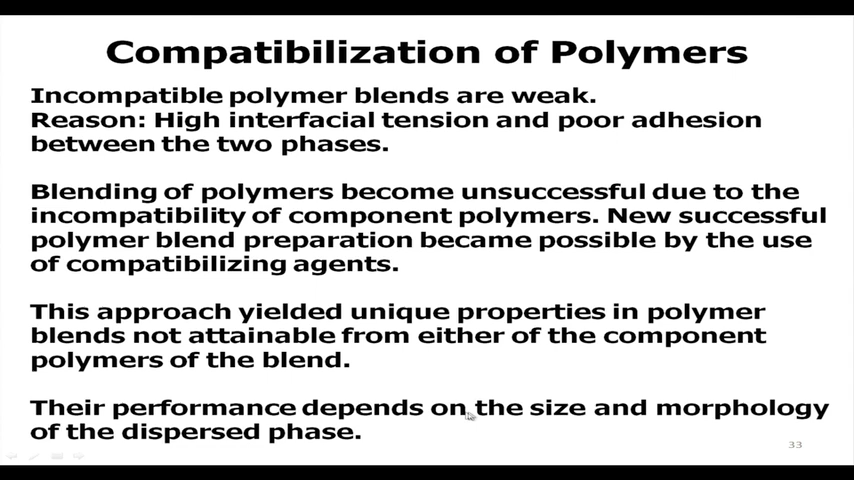 Compatibilization of Polymers
Incompatible polymer blends are weak.
Reason: High interfacial tension and poor adhesion
between the two phases.
Blending of polymers become unsuccessful due to the
incompatibility of component polymers. New successful
polymer blend preparation became possible by the use
of compatibilizing agents.
This approach yielded unique properties in polymer
blends not attainable from either of the component
polymers of the blend.
Their performance depends on the size and morphology
of the dispersed phase.
33